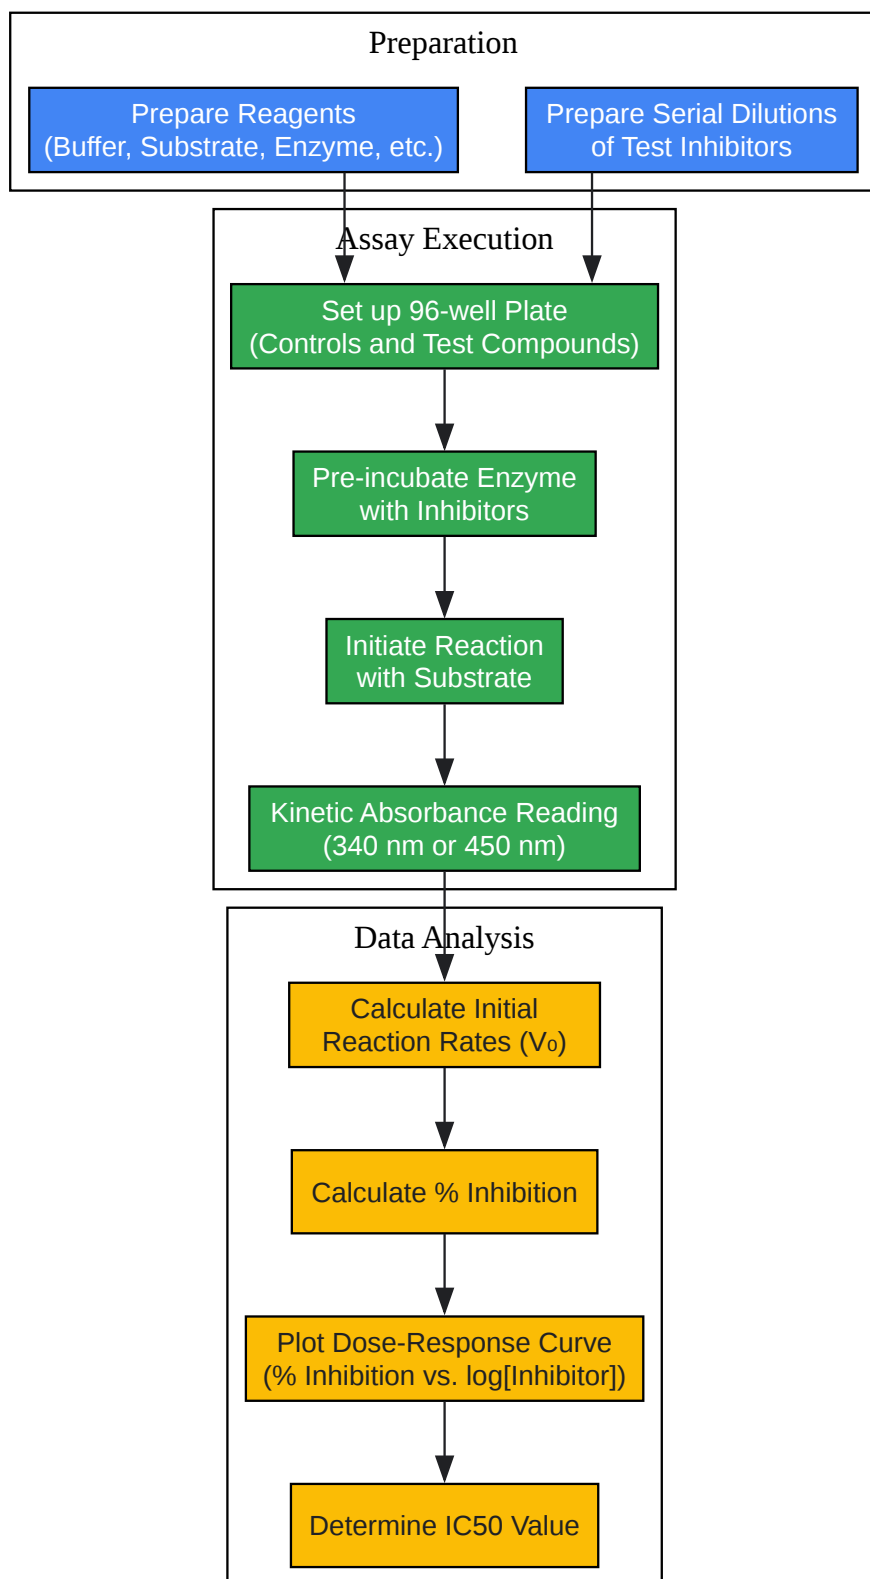 Preparation
Prepare Reagents
(Buffer, Substrate, Enzyme, etc.)
Prepare Serial Dilutions
of Test Inhibitors
Assay Execution
Set up 96-well Plate
(Controls and Test Compounds)
Pre-incubate Enzyme
with Inhibitors
Initiate Reaction
with Substrate
Kinetic Absorbance Reading
(340 nm or 450 nm)
Data Analysis
Calculate Initial
Reaction Rates (V₀)
Calculate % Inhibition
Plot Dose-Response Curve
(% Inhibition vs. log[Inhibitor])
Determine IC50 Value